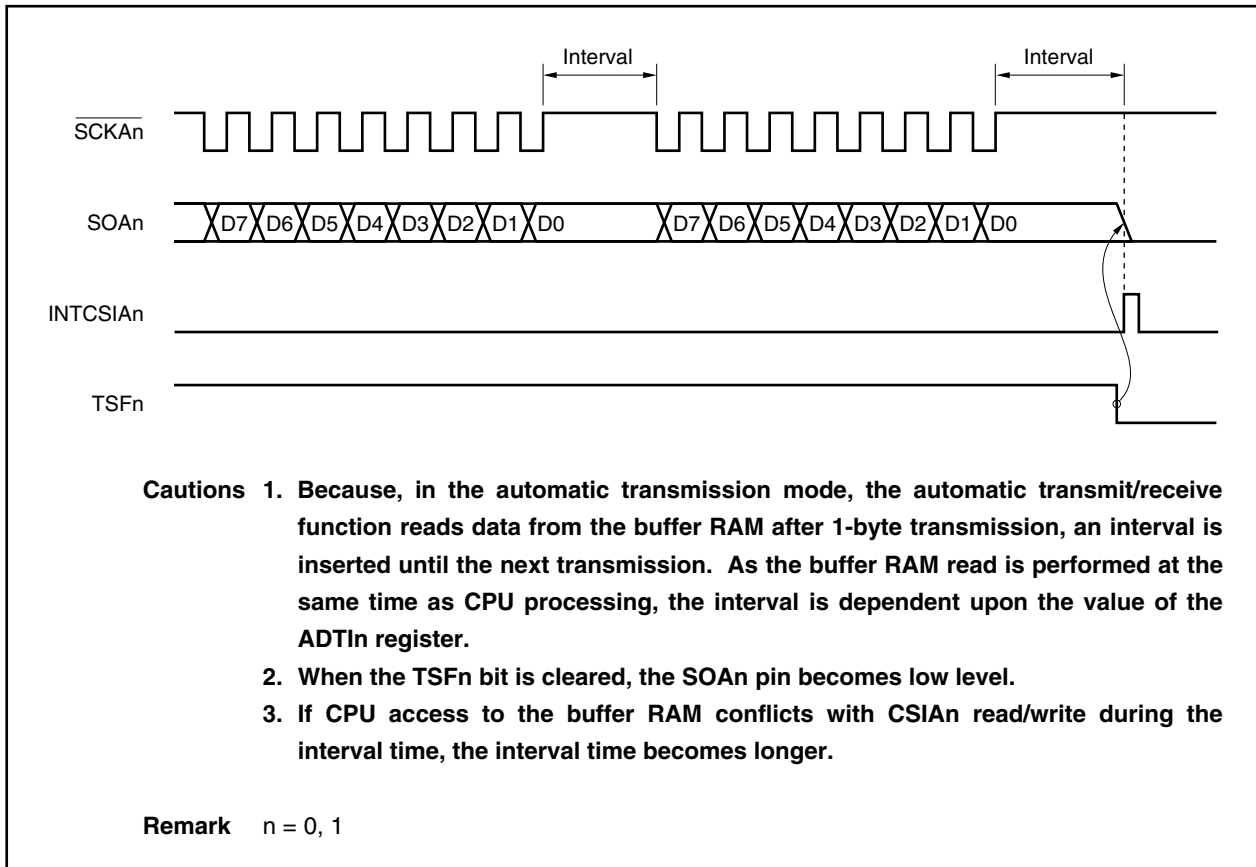 Interval Interval
SCKAn
SOAn D7 D6 D5 D4 D3 D2 D1 D0 D7 D6 D5 D4 D3 D2 D1 D0
INTCSIAn
TSFn
Cautions 1. Because, in the automatic transmission mode, the automatic transmit/receive
function reads data from the buffer RAM after 1-byte transmission, an interval is
inserted until the next transmission. As the buffer RAM read is performed at the
same time as CPU processing, the interval is dependent upon the value of the
ADTIn register.
2. When the TSFn bit is cleared, the SOAn pin becomes low level.
3. If CPU access to the buffer RAM conflicts with CSIAn read/write during the
interval time, the interval time becomes longer.
Remark n = 0, 1